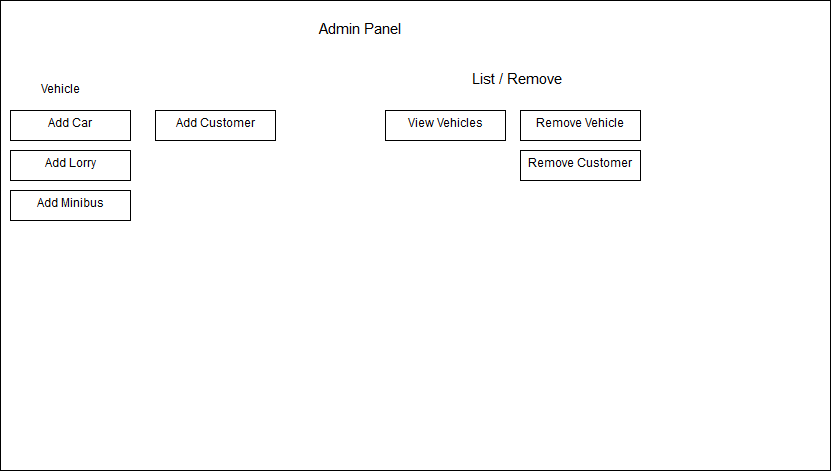 Admin Panel
List / Remove
Vehicle
Add Car
Add Customer
View Vehicles
Remove Vehicle
Add Lorry
Remove Customer
Add Minibus